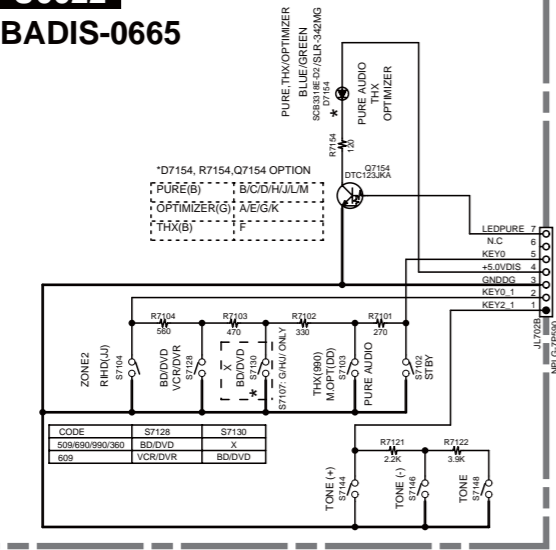 BADIS-0665
PURE,THX/OPTIMIZER
BLUE/GREEN
SCB3318E-D2/SLR-342MG
D7154
*
PURE AUDIO
THX
OPTIMIZER
R7154
120
*D7154, R7154,Q7154 OPTION
PURE(B) B/C/D/H/J/L/M
OPTIMIZER(G) A/E/G/K
THX(B) F
Q7154
DTC123JKA
LEDPURE 7
N.C 6
KEY0 5
+5.0VDIS 4
GNDDG 3
KEY0_1 2
KEY2_1 1
JL702B
R7104
560
R7103
470
R7102
330
R7101
270
ZONE2
RHD(JJ)
S7104
BD/DVD
VCR/DVR
S7128
X
BD/DVD
S7130
*
S7107: G/H/J/ ONLY
THX(990)
M.OPT(DD)
S7103
PURE AUDIO
S7102
STBY
CODE S7128 S7130
509/690/990/360 BD/DVD X
609 VCR/DVR BD/DVD
R7121
2.2K
R7122
3.9K
TONE (+)
S7144
TONE (-)
S7146
TONE
S7148